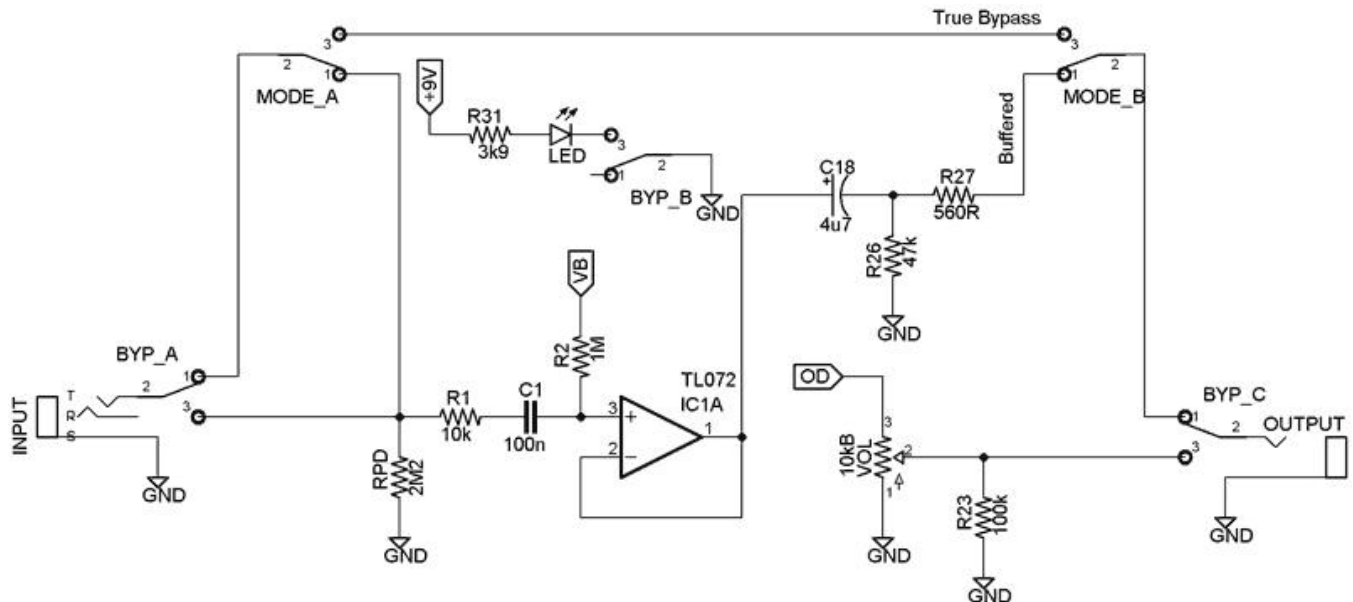 True Bypass
3
3
2
1
MODE_A
1
2
MODE_B
+9V
R31
3k9
LED
3
1
2
BYP_B
GND
Buffered
C18
+
4u7
R27
560R
R26
47k
GND
VB
R2
1M
BYP_A
1
2
3
INPUT
T
R
S
GND
R1
10k
C1
100n
TL072
IC1A
3
+
2
−
1
RPD
2M2
GND
OD
3
10kB
VOL
2
1
GND
R23
100k
GND
BYP_C
1
2
3
OUTPUT
GND